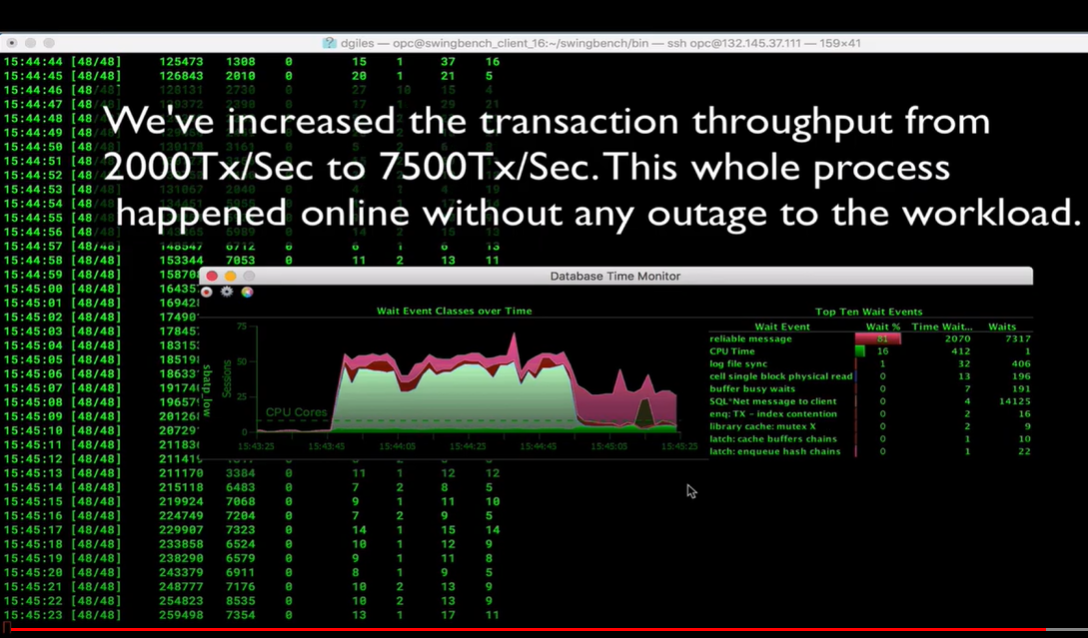 dgiles — opc@swingbench_client_16:~/swingbench/bin — ssh opc@132.145.37.111 — 159×41
15:44:44 [48/48] 125473 1308 0 15 1 37 16
15:44:45 [48/48] 126843 2010 0 20 1 21 5
15:44:46 [48/48] 128131 2730 0 27 10 15 4
15:44:47 [48/
15:44:48 [48/
15:44:49 [48/
15:44:50 [48/
15:44:51 [48/
15:44:52 [48/
15:44:53 [48/
15:44:54 [48/
15:44:55 [48/
15:44:56 [48/
We've increased the transaction throughput from
2000Tx/Sec to 7500Tx/Sec. This whole process
happened online without any outage to the workload.
15:44:57 [48/48] 6712
15:44:58 [48/48] 153344 7053 0 11 2 13 11
15:44:59 [48/48] 15870
15:45:00 [48/48] 16435
15:45:01 [48/48] 16942
15:45:02 [48/48] 17490
15:45:03 [48/48] 17845
15:45:04 [48/48] 18315
15:45:05 [48/48] 18519
15:45:06 [48/48] 18633
15:45:07 [48/48] 19174
15:45:08 [48/48] 19657
15:45:09 [48/48] 20126
15:45:10 [48/48] 20729
15:45:11 [48/48] 21183
15:45:12 [48/48] 21141
Database Time Monitor
Wait Event Classes over Time
75
50
25
0
Sessions
sbatp_low
CPU Cores
15:43:25 15:43:45 15:44:05 15:44:25 15:44:45 15:45:05 15:45:25
Top Ten Wait Events
Wait Event Wait % Time Wait... Waits
reliable message 81 2070 7317
CPU Time 16 412 1
log file sync 1 32 406
cell single block physical read 0 13 196
buffer busy waits 0 7 191
SQL*Net message to client 0 4 14125
enq: TX - index contention 0 2 16
library cache: mutex X 0 2 9
latch: cache buffers chains 0 1 10
latch: enqueue hash chains 0 1 22
15:45:13 [48/48] 211170 3384 0 11 1 12 12
15:45:14 [48/48] 215118 6483 0 7 2 8 5
15:45:15 [48/48] 219924 7068 0 9 1 11 10
15:45:16 [48/48] 224749 7204 0 7 2 9 5
15:45:17 [48/48] 229907 7323 0 14 1 15 14
15:45:18 [48/48] 233858 6524 0 10 1 12 9
15:45:19 [48/48] 238290 6579 0 9 1 11 8
15:45:20 [48/48] 243379 6911 0 8 1 9 5
15:45:21 [48/48] 248777 7176 0 10 2 13 9
15:45:22 [48/48] 254823 8535 0 10 2 13 9
15:45:23 [48/48] 259498 7354 0 13 1 17 11